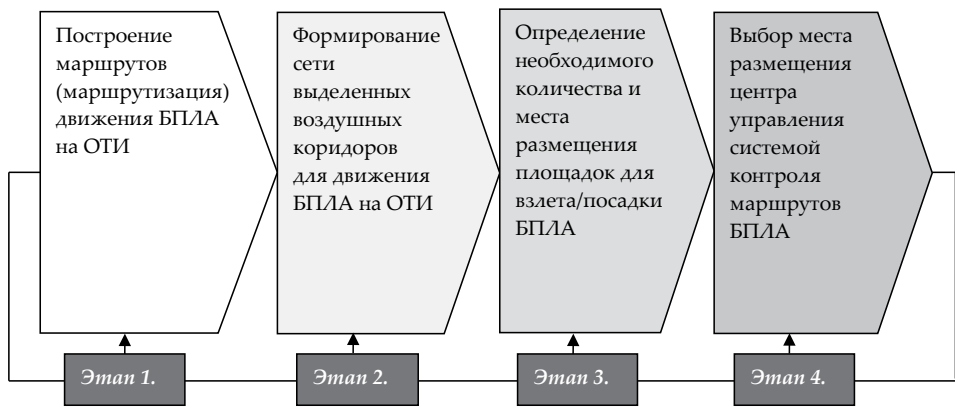 Построение
маршрутов
(маршрутизация)
движения БПЛА
на ОТИ
Формирование
сети
выделенных
воздушных
коридоров
для движения
БПЛА на ОТИ
Определение
необходимого
количества и
места
размещения
площадок для
взлета/посадки
БПЛА
Выбор места
размещения
центра
управления
системой
контроля
маршрутов
БПЛА
Этап 1.
Этап 2.
Этап 3.
Этап 4.